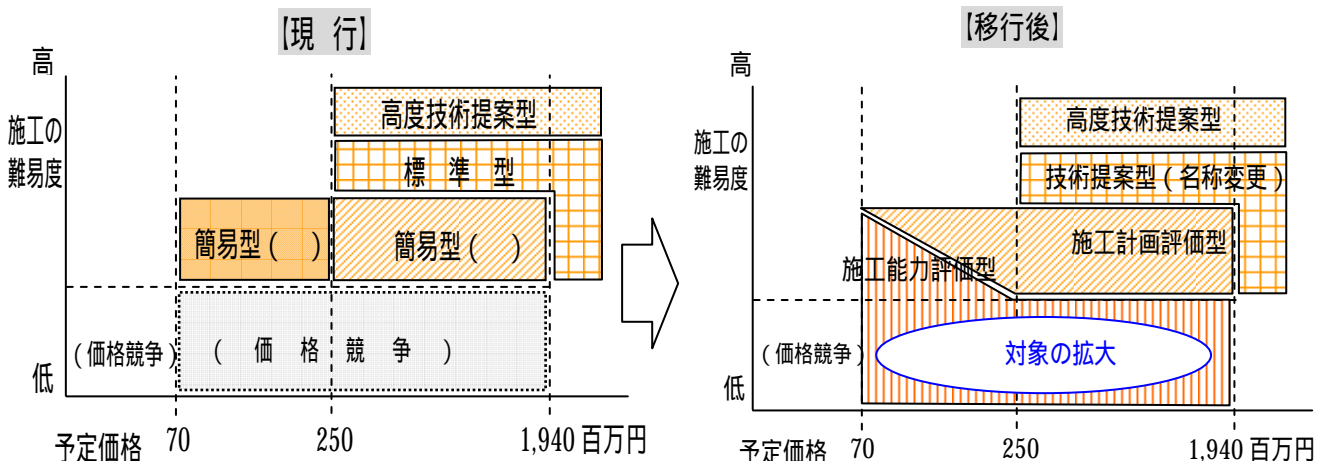 【現 行】
高
施工の
難易度
低
高度技術提案型
標 準 型
簡易型( )
簡易型( )
(価格競争)
( 価 格 競 争 )
予定価格
70
250
1,940 百万円
【移行後】
高
施工の
難易度
低
高度技術提案型
技術提案型(名称変更)
施工計画評価型
施工能力評価型
(価格競争)
対象の拡大
予定価格
70
250
1,940 百万円